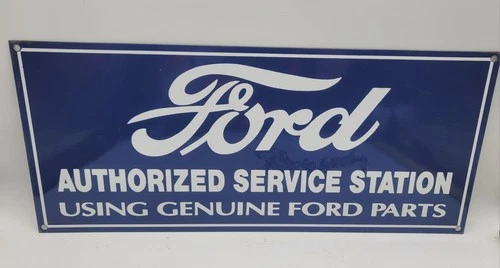 Ford
AUTHORIZED SERVICE STATION
USING GENUINE FORD PARTS